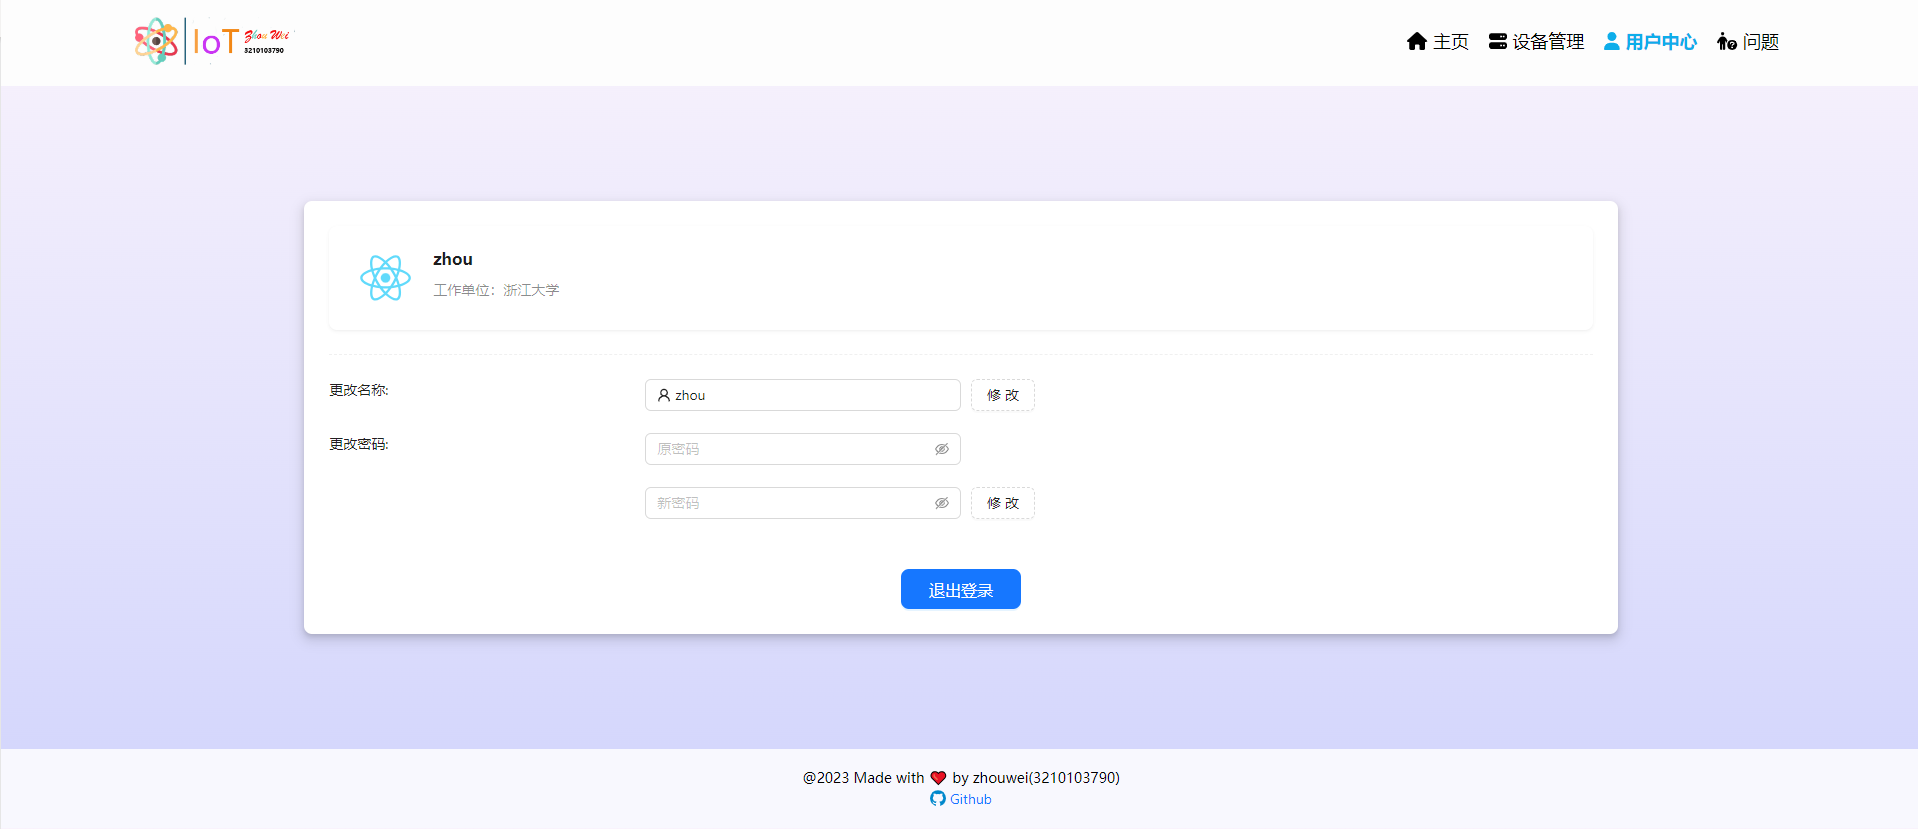 IoT Zhou Wei
3210103790
主页 设备管理 用户中心 问题
zhou
工作单位：浙江大学
更改名称:
zhou
修 改
更改密码:
原密码
新密码
修 改
退出登录
@2023 Made with ❤ by zhouwei(3210103790)
Github